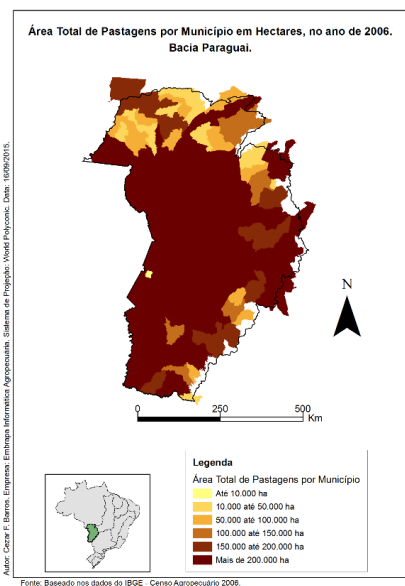 Área Total de Pastagens por Município em Hectares, no ano de 2006.
Bacia Paraguai.
Autor: Cezar F. Barros. Empresa: Embrapa Informática Agropecuária. Sistema de Projeção: World Polyconic. Data: 16/09/2015.
N
0 250 500
Km
Legenda
Área Total de Pastagens por Município
Até 10.000 ha
10.000 até 50.000 ha
50.000 até 100.000 ha
100.000 até 150.000 ha
150.000 até 200.000 ha
Mais de 200.000 ha
Fonte: Baseado nos dados do IBGE - Censo Agropecuário 2006.